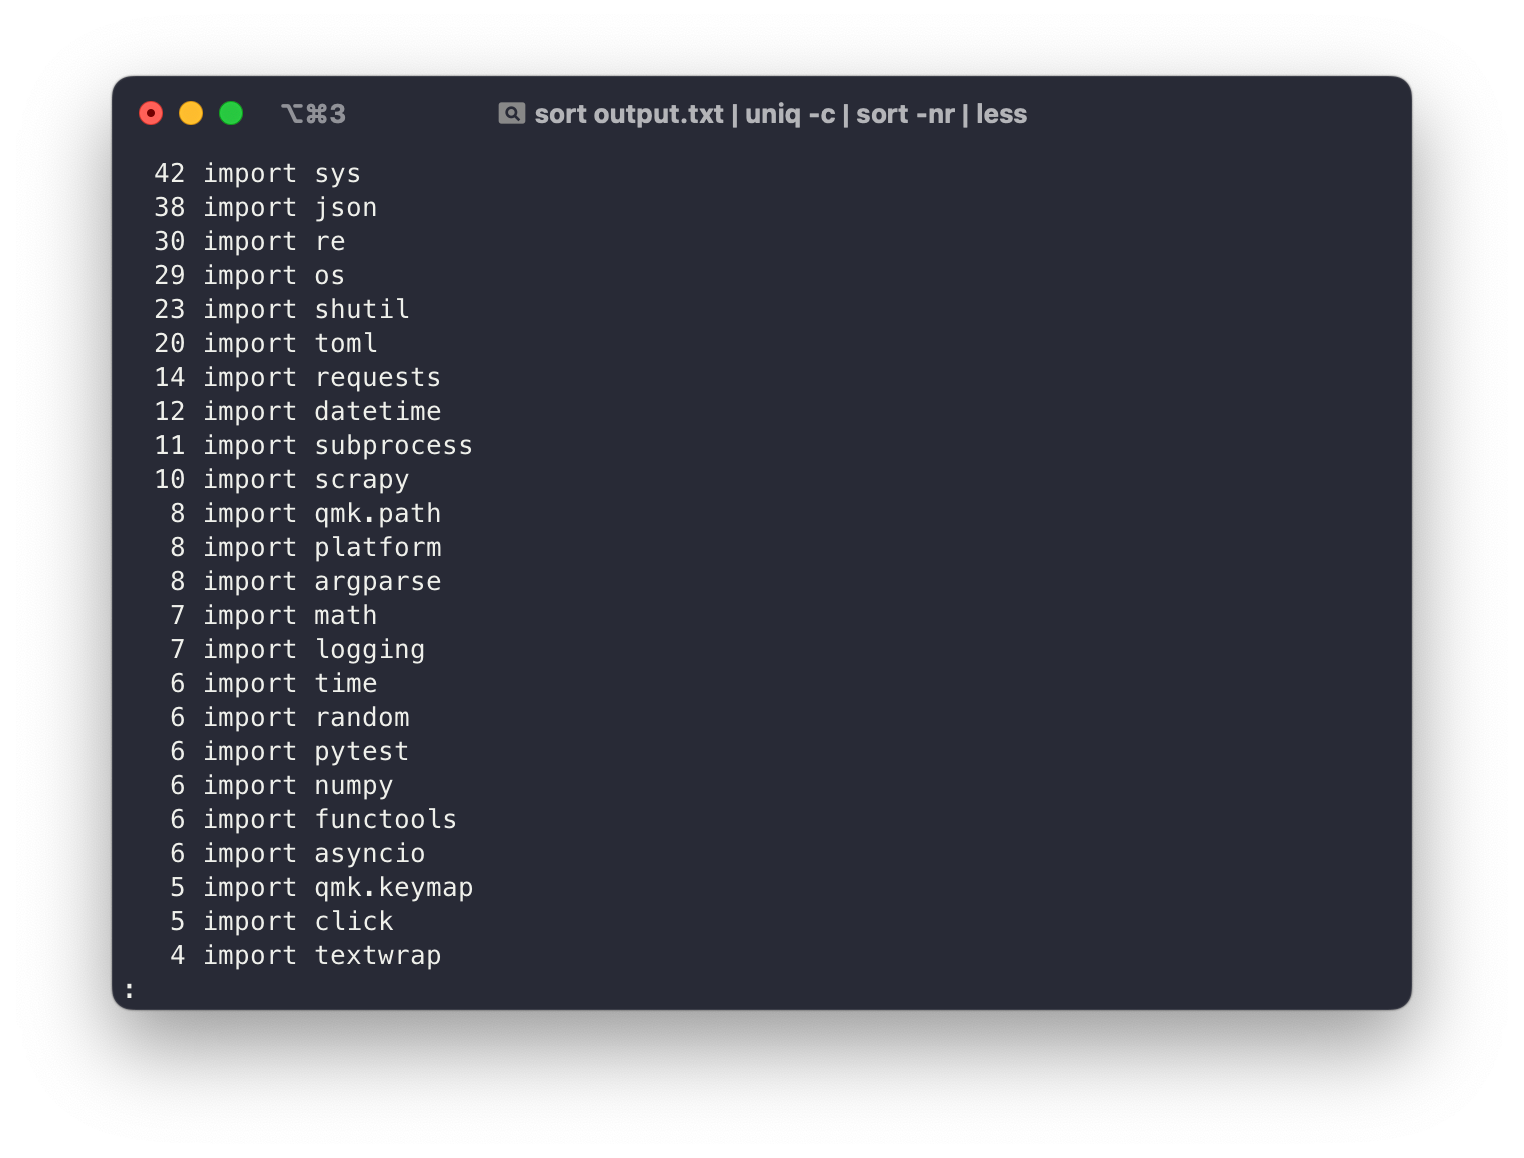 ⌥⌘3 sort output.txt | uniq -c | sort -nr | less
42 import sys
38 import json
30 import re
29 import os
23 import shutil
20 import toml
14 import requests
12 import datetime
11 import subprocess
10 import scrapy
8 import qmk.path
8 import platform
8 import argparse
7 import math
7 import logging
6 import time
6 import random
6 import pytest
6 import numpy
6 import functools
6 import asyncio
5 import qmk.keymap
5 import click
4 import textwrap
: